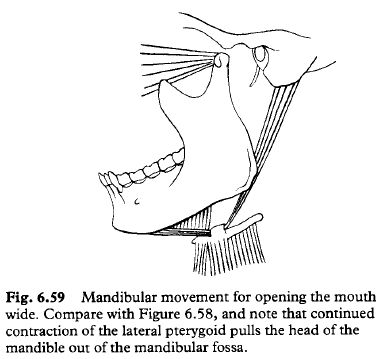 Fig. 6.59 Mandibular movement for opening the mouth
wide. Compare with Figure 6.58, and note that continued
contraction of the lateral pterygoid pulls the head of the
mandible out of the mandibular fossa.